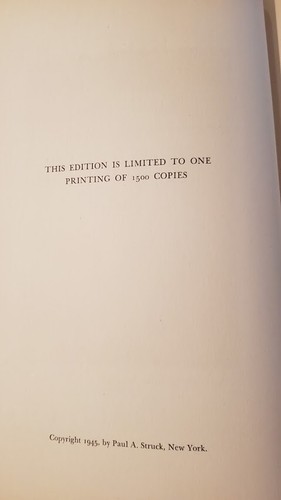 THIS EDITION IS LIMITED TO ONE
PRINTING OF 1500 COPIES
Copyright 1945, by Paul A. Struck, New York.